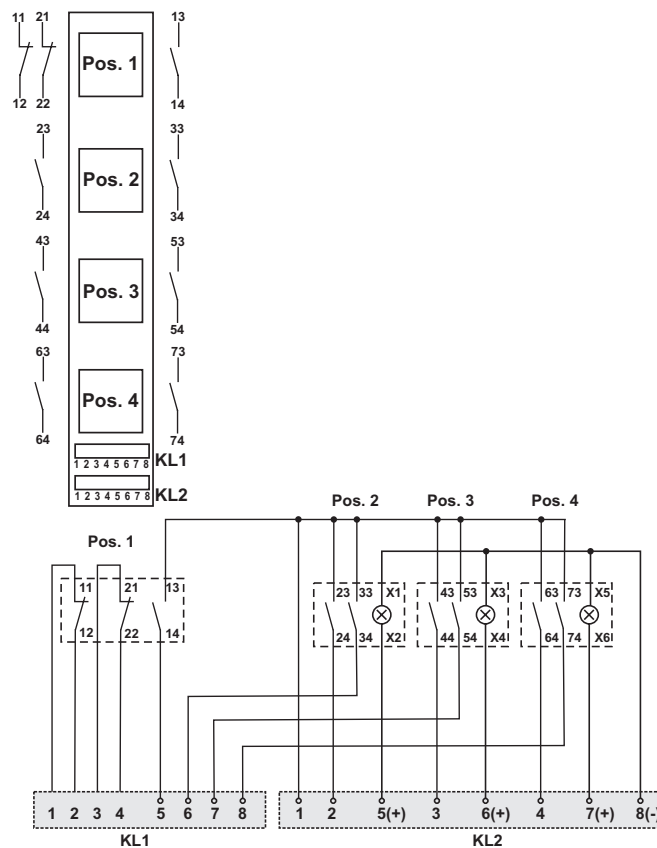 11 21 13
Pos. 1
12 22 14
23 33
Pos. 2
24 34
43 53
Pos. 3
44 54
63 73
Pos. 4
64 74
1 2 3 4 5 6 7 8 KL1
1 2 3 4 5 6 7 8 KL2
Pos. 2 Pos. 3 Pos. 4
Pos. 1
11 21 13 23 33 X1 43 53 X3 63 73 X5
12 22 14 24 34 X2 44 54 X4 64 74 X6
1 2 3 4 5 6 7 8 1 2 5(+) 3 6(+) 4 7(+) 8(-)
KL1 KL2